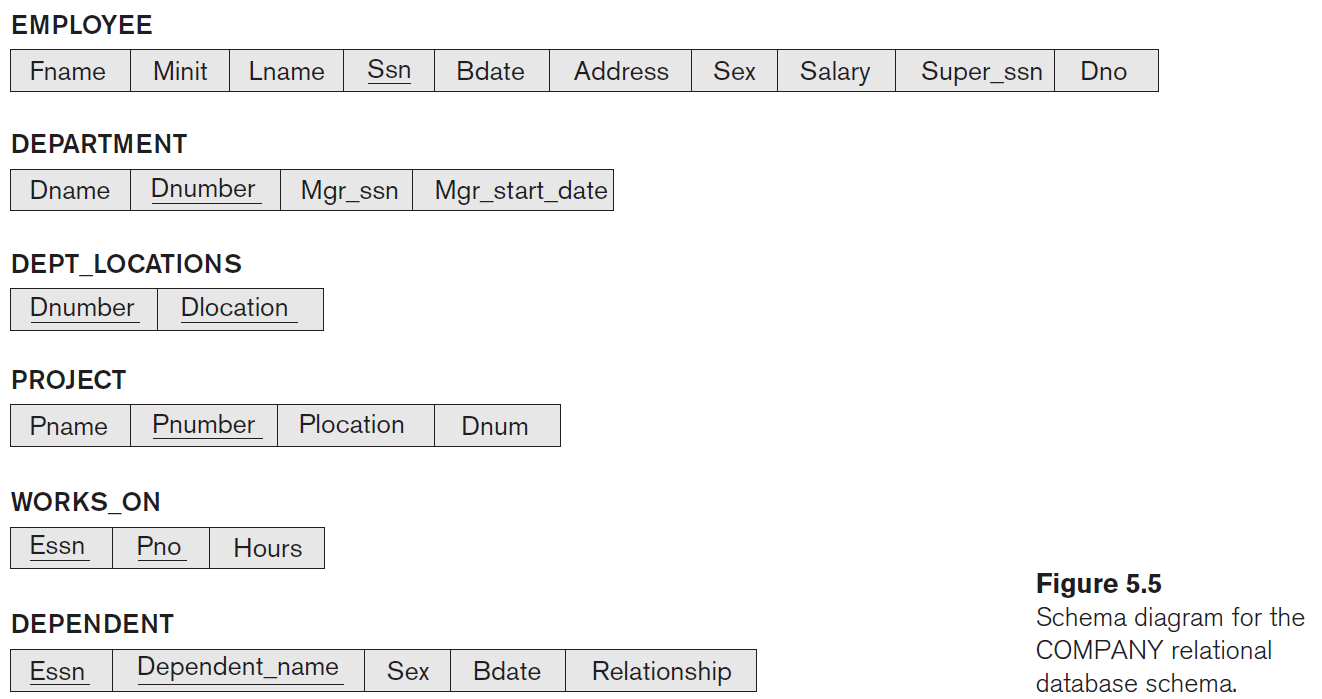 EMPLOYEE
Fname Minit Lname Ssn Bdate Address Sex Salary Super_ssn Dno
DEPARTMENT
Dname Dnumber Mgr_ssn Mgr_start_date
DEPT_LOCATIONS
Dnumber Dlocation
PROJECT
Pname Pnumber Plocation Dnum
WORKS_ON
Essn Pno Hours
DEPENDENT
Essn Dependent_name Sex Bdate Relationship
Figure 5.5
Schema diagram for the
COMPANY relational
database schema.